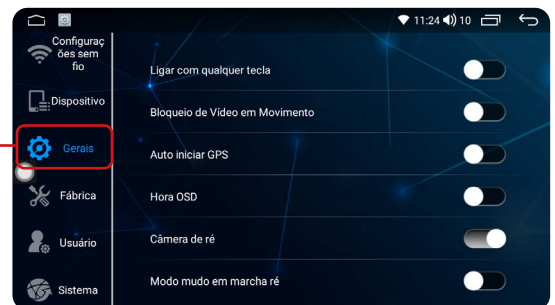 11:24 10
Configuraç
ões sem
fio
Dispositivo
Gerais
Fábrica
Usuário
Sistema
Ligar com qualquer tecla
Bloqueio de Vídeo em Movimento
Auto iniciar GPS
Hora OSD
Câmera de ré
Modo mudo em marcha ré